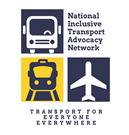 National
Inclusive
Transport
Advocacy
Network
TRANSPORT FOR
EVERYONE
EVERYWHERE